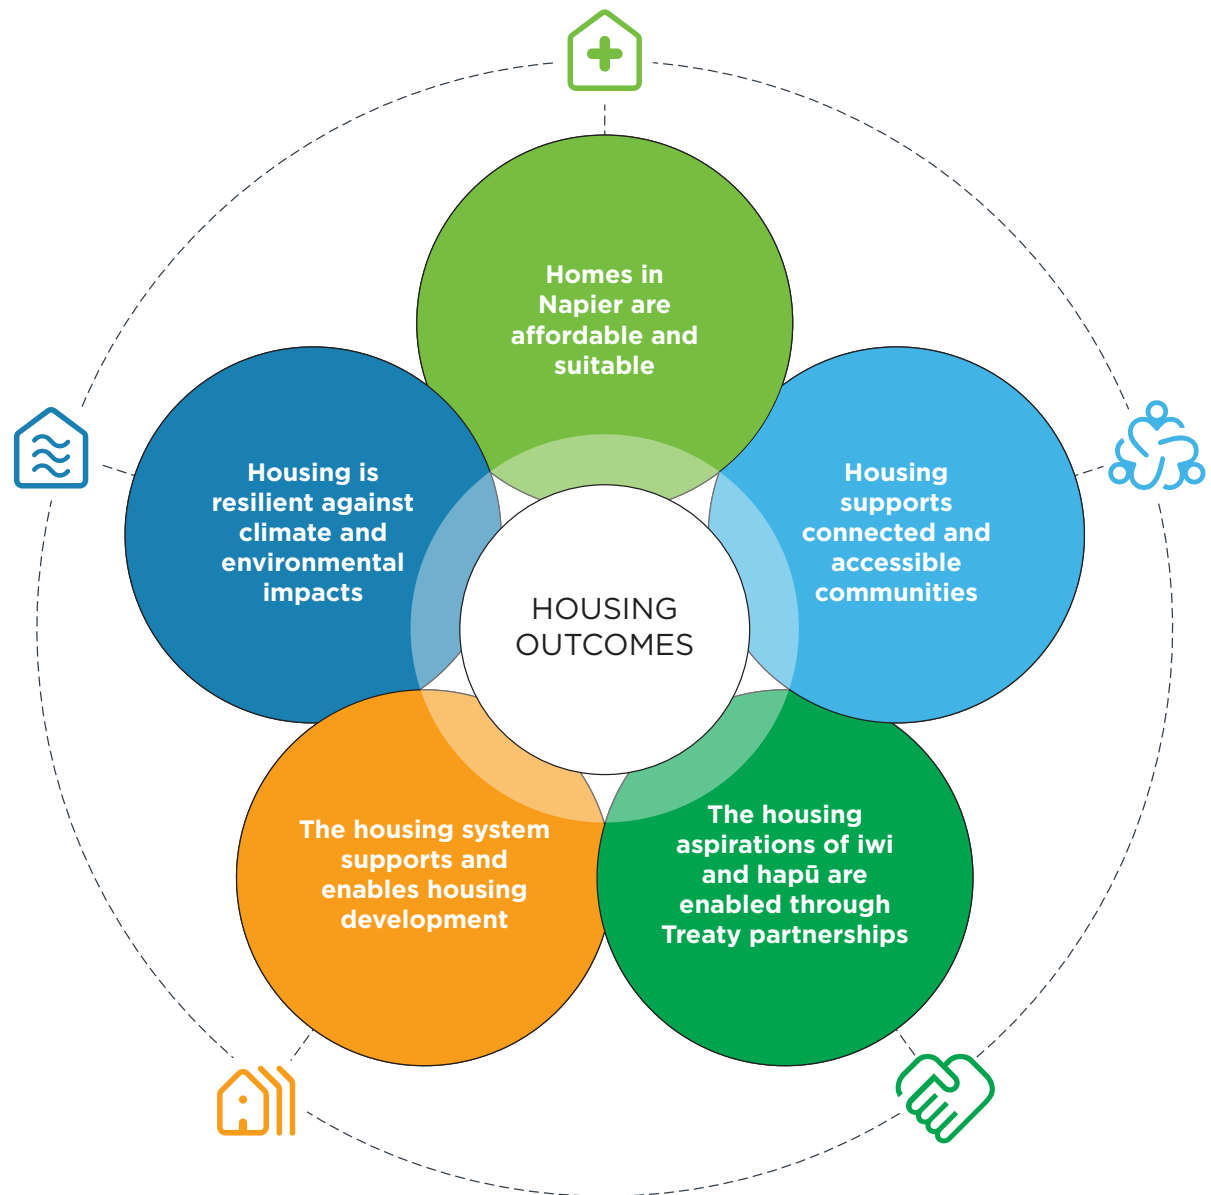 Homes in
Napier are
affordable and
suitable
Housing is
resilient against
climate and
environmental
impacts
Housing
supports
connected and
accessible
communities
HOUSING
OUTCOMES
The housing system
supports and
enables housing
development
The housing
aspirations of iwi
and hapū are
enabled through
Treaty partnerships